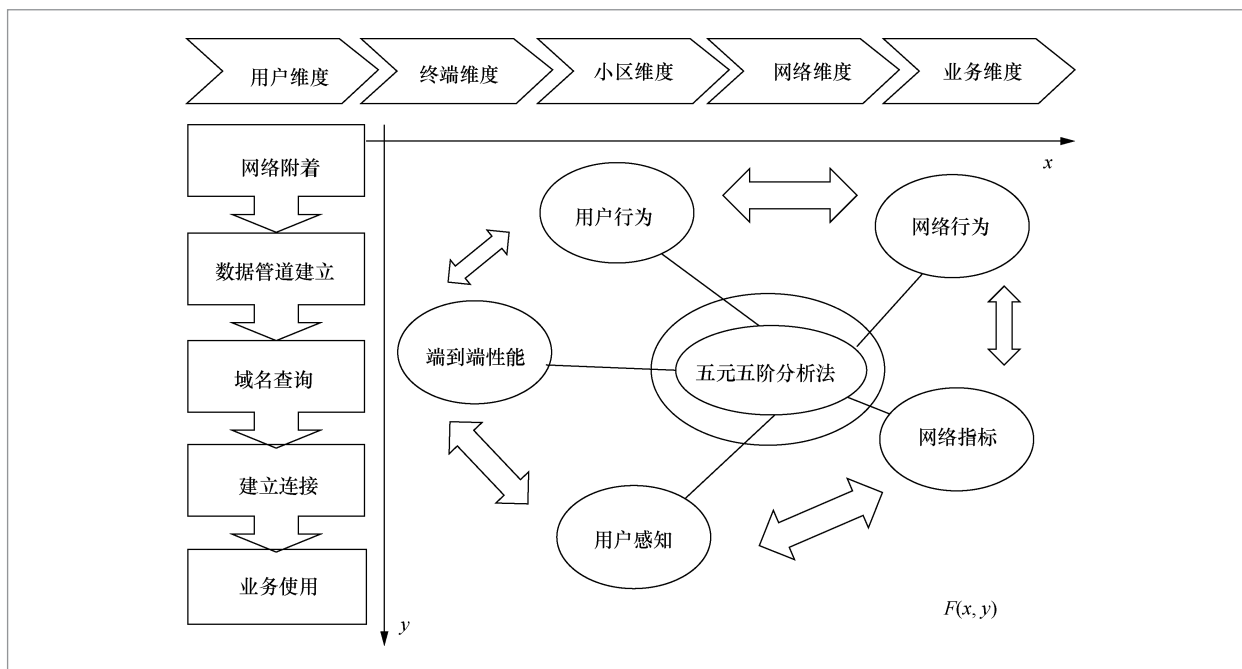 用户维度
终端维度
小区维度
网络维度
业务维度
网络附着
x
用户行为
网络行为
数据管道建立
端到端性能
五元五阶分析法
域名查询
网络指标
建立连接
用户感知
业务使用
F(x, y)
y